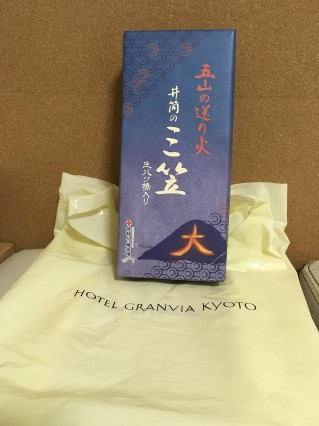 五山の送り火
井筒の
三笠
生八ツ橋入り
大
HOTEL GRANVIA KYOTO